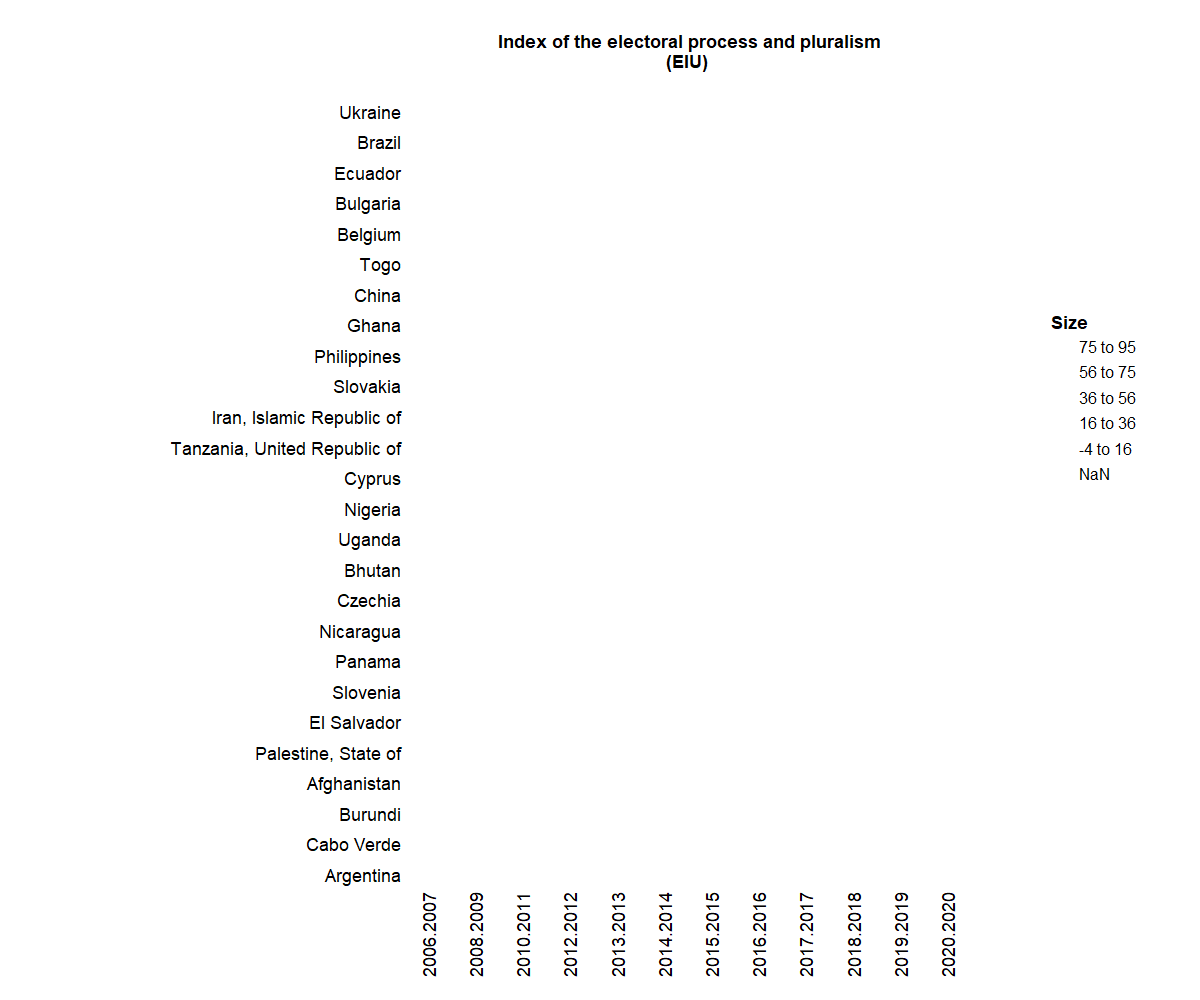 Index of the electoral process and pluralism
(EIU)
Ukraine
Brazil
Ecuador
Bulgaria
Belgium
Togo
China
Ghana
Philippines
Slovakia
Iran, Islamic Republic of
Tanzania, United Republic of
Cyprus
Nigeria
Uganda
Bhutan
Czechia
Nicaragua
Panama
Slovenia
El Salvador
Palestine, State of
Afghanistan
Burundi
Cabo Verde
Argentina
2006.2007
2008.2009
2010.2011
2012.2012
2013.2013
2014.2014
2015.2015
2016.2016
2017.2017
2018.2018
2019.2019
2020.2020
Size
75 to 95
56 to 75
36 to 56
16 to 36
-4 to 16
NaN